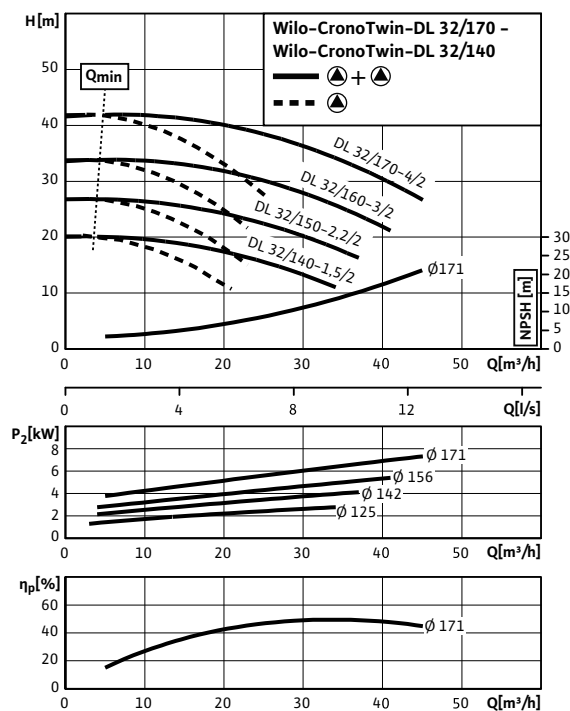 H[m]
Wilo-CronoTwin-DL 32/170 –
Wilo-CronoTwin-DL 32/140
+
50
Qmin
40
DL 32/170-4/2
30
DL 32/160-3/2
DL 32/150-2,2/2
20
DL 32/140-1,5/2
10
0
Ø171
30
25
20
15
10
5
0
NPSH [m]
0 10 20 30 40 50 Q[m³/h]
0 4 8 12 Q[l/s]
P2[kW]
8
6
4
2
0
Ø 171
Ø 156
Ø 142
Ø 125
0 10 20 30 40 50 Q[m³/h]
ηp[%]
60
40
20
0
Ø 171
0 10 20 30 40 50 Q[m³/h]